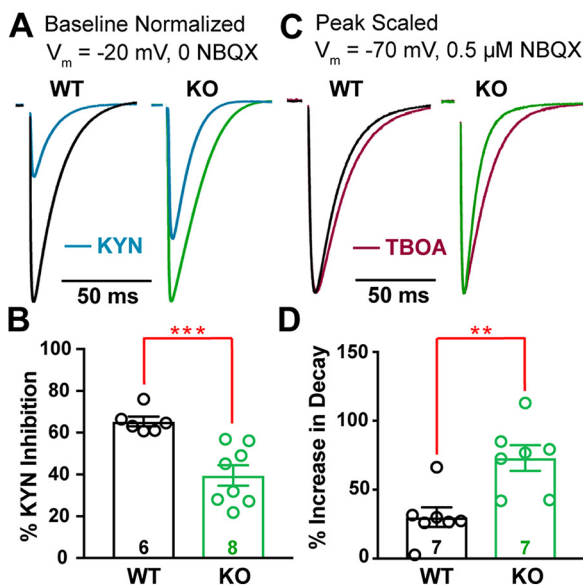 A Baseline Normalized
Vm = -20 mV, 0 NBQX
WT KO
KYN
50 ms
C Peak Scaled
Vm = -70 mV, 0.5 µM NBQX
WT KO
TBOA
50 ms
B
***
% KYN Inhibition
100
80
60
40
20
0
6 8
WT KO
D
**
% Increase in Decay
150
100
50
0
7 7
WT KO